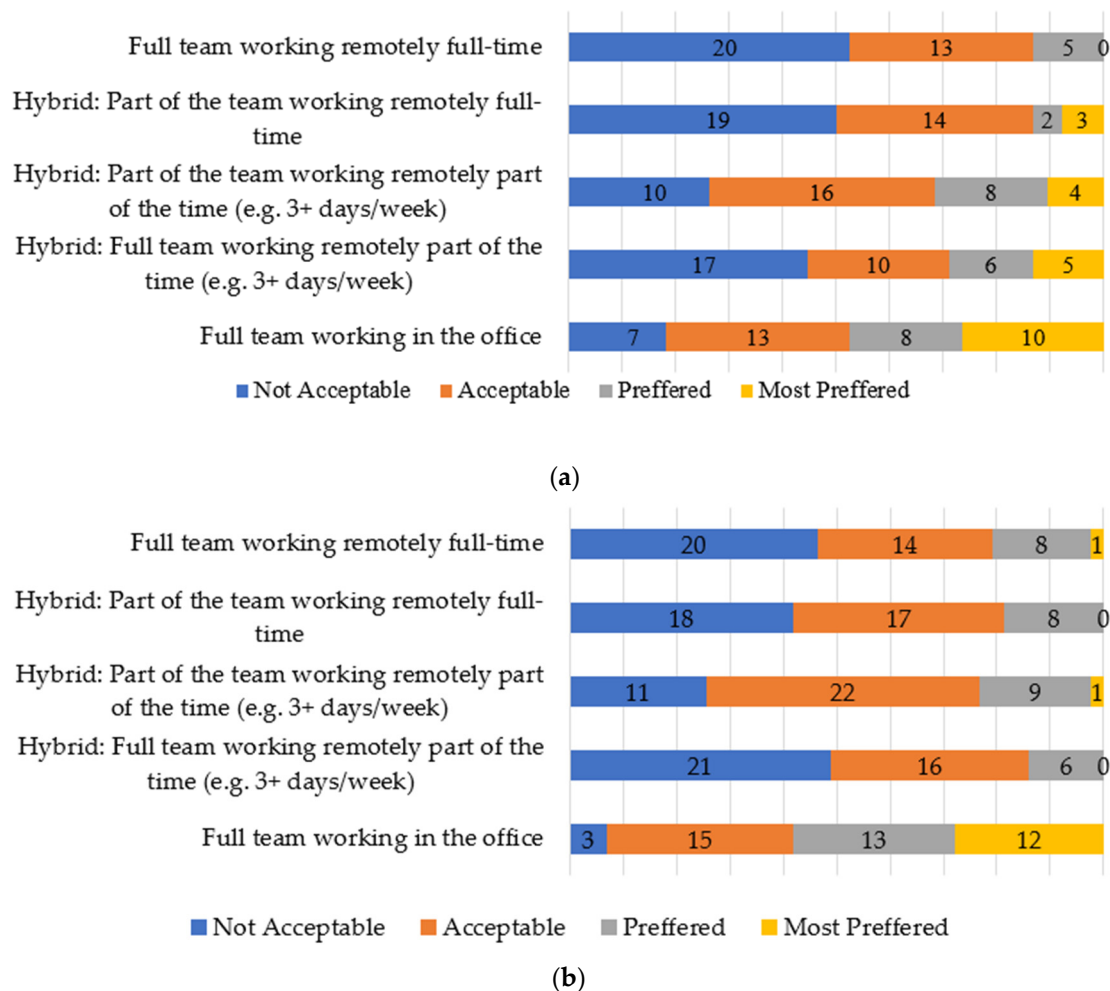 Full team working remotely full-time
20 13 5 0
Hybrid: Part of the team working remotely full-
time
19 14 2 3
Hybrid: Part of the team working remotely part
of the time (e.g. 3+ days/week)
10 16 8 4
Hybrid: Full team working remotely part of the
time (e.g. 3+ days/week)
17 10 6 5
Full team working in the office
7 13 8 10
Not Acceptable Acceptable Preffered Most Preffered
(a)
Full team working remotely full-time
20 14 8 1
Hybrid: Part of the team working remotely full-
time
18 17 8 0
Hybrid: Part of the team working remotely part
of the time (e.g. 3+ days/week)
11 22 9 1
Hybrid: Full team working remotely part of the
time (e.g. 3+ days/week)
21 16 6 0
Full team working in the office
3 15 13 12
Not Acceptable Acceptable Preffered Most Preffered
(b)